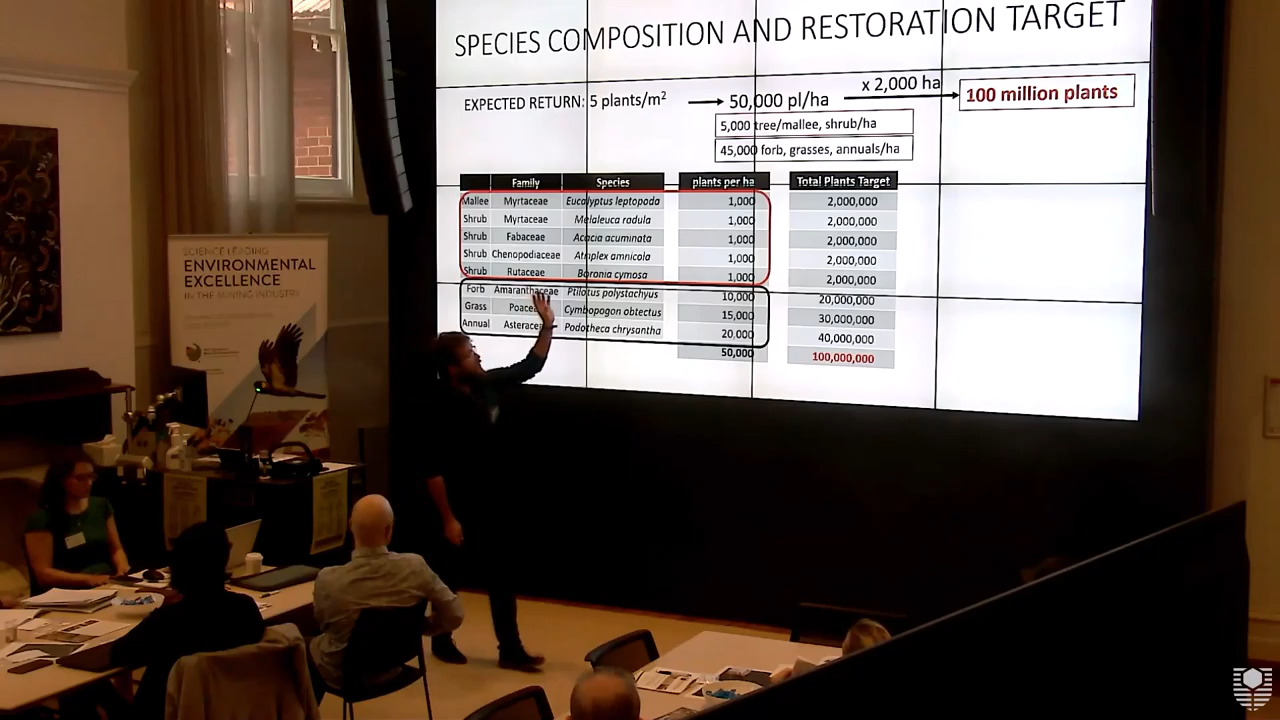 SPECIES COMPOSITION AND RESTORATION TARGET
EXPECTED RETURN: 5 plants/m² 50,000 pl/ha x 2,000 ha 100 million plants
5,000 tree/mallee, shrub/ha
45,000 forb, grasses, annuals/ha
Family Species plants per ha Total Plants Target
Mallee Myrtaceae Eucalyptus leptopoda 1,000 2,000,000
Shrub Myrtaceae Melaleuca radula 1,000 2,000,000
Shrub Fabaceae Acacia acuminata 1,000 2,000,000
Shrub Chenopodiaceae Atriplex amnicola 1,000 2,000,000
Shrub Rutaceae Boronia cymosa 1,000 2,000,000
Forb Amaranthaceae Ptilotus polystachyus 10,000 20,000,000
Grass Poaceae Cymbopogon obtectus 15,000 30,000,000
Annual Asterace Podotheca chrysantha 20,000 40,000,000
50,000 100,000,000
SCIENCE LEADING
ENVIRONMENTAL
EXCELLENCE
IN THE MINING INDUSTRY